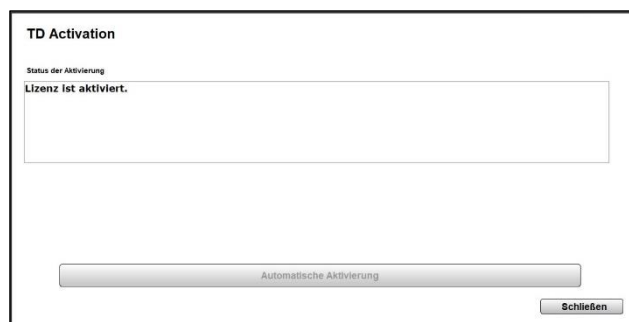 TD Activation
Status der Aktivierung
Lizenz ist aktiviert.
Automatische Aktivierung
Schließen